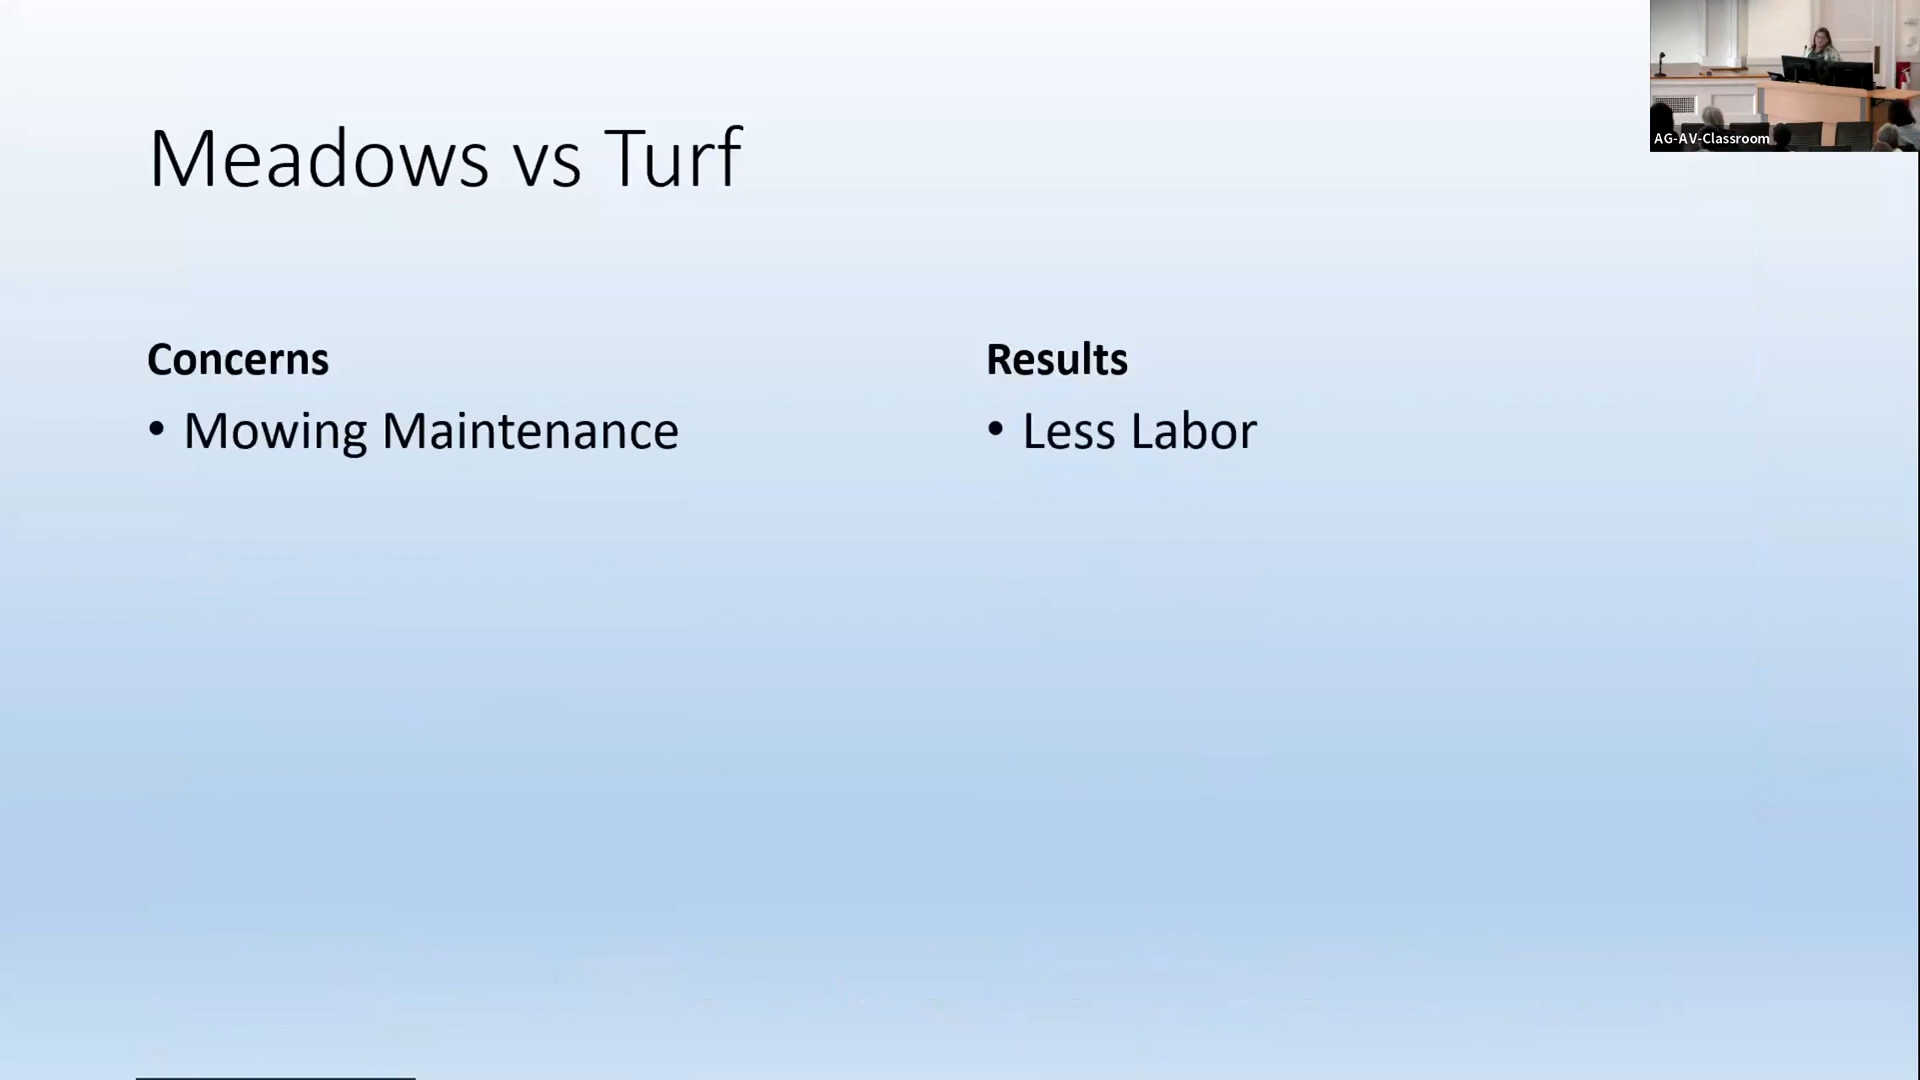 Meadows vs Turf
Concerns
• Mowing Maintenance
Results
• Less Labor
AG-AV-Classroom